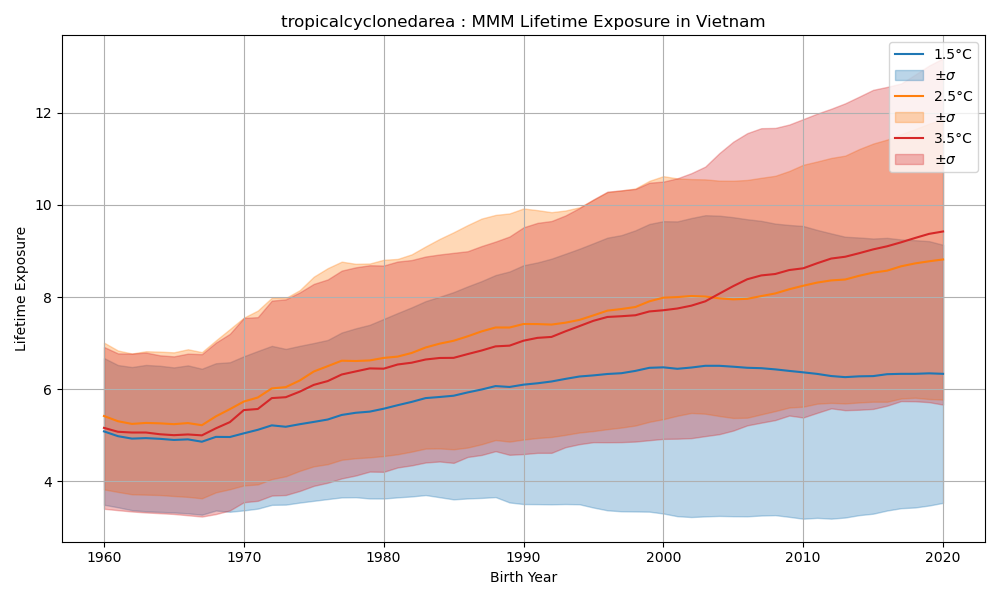 tropicalcyclonedarea : MMM Lifetime Exposure in Vietnam
1.5°C
±σ
2.5°C
±σ
3.5°C
±σ
Lifetime Exposure
12
10
8
6
4
1960 1970 1980 1990 2000 2010 2020
Birth Year